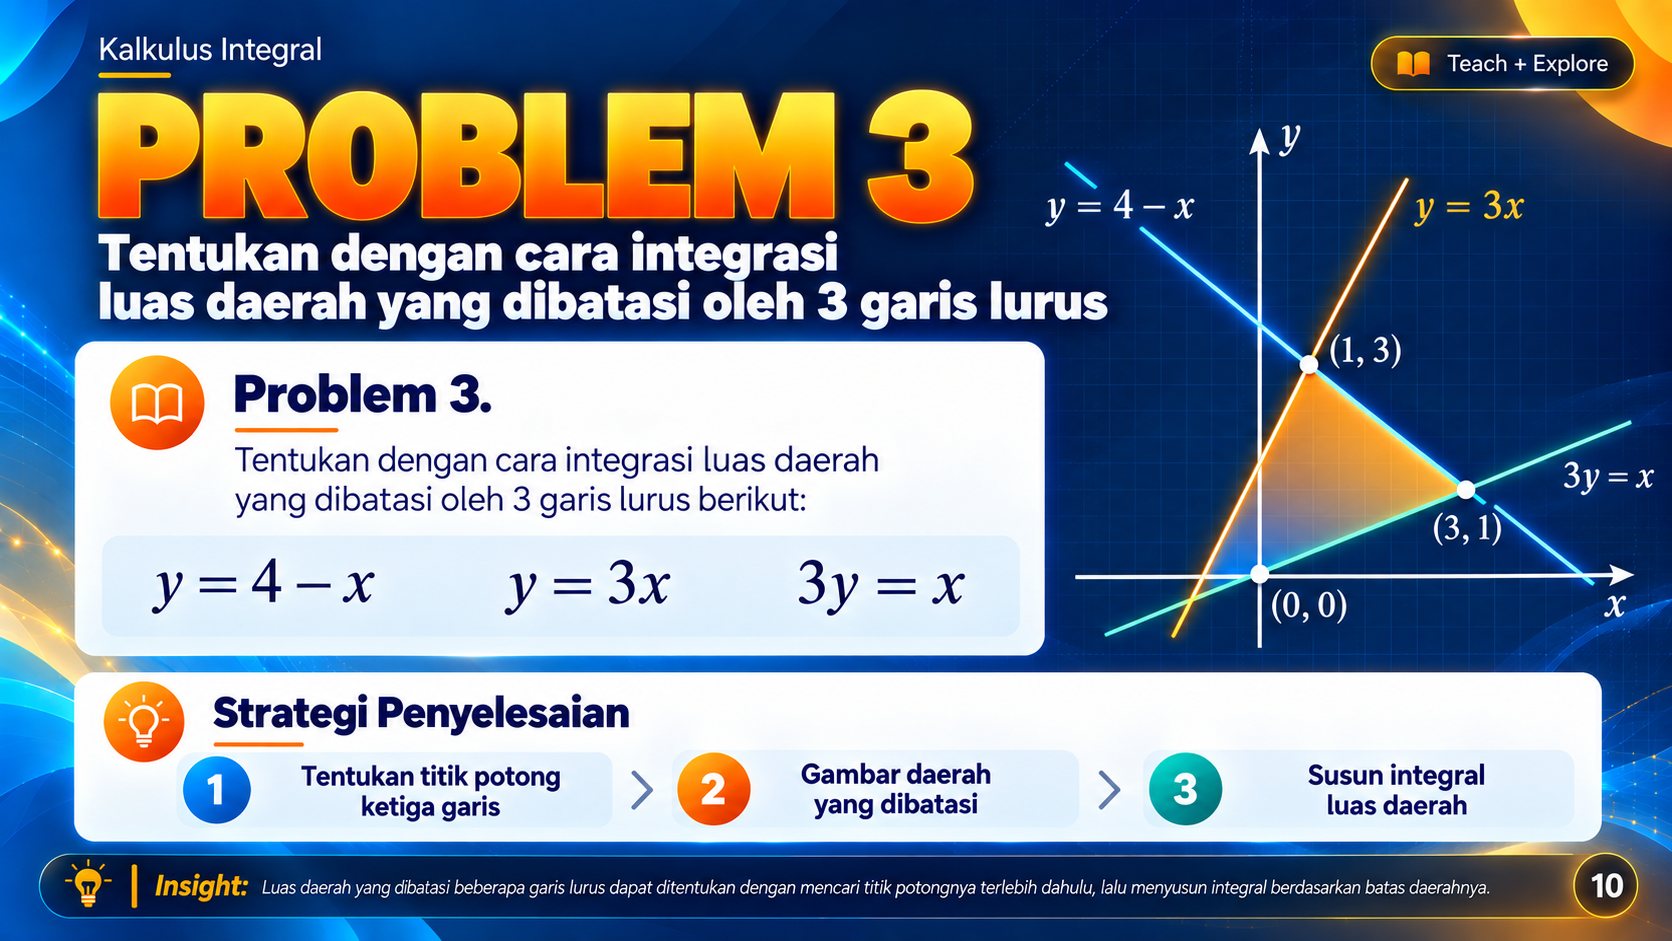 Kalkulus Integral
Teach + Explore
PROBLEM 3
Tentukan dengan cara integrasi
luas daerah yang dibatasi oleh 3 garis lurus
Problem 3.
Tentukan dengan cara integrasi luas daerah
yang dibatasi oleh 3 garis lurus berikut:
y = 4 − x
y = 3x
3y = x
y
y = 4 − x
y = 3x
(1, 3)
3y = x
(3, 1)
(0, 0)
x
Strategi Penyelesaian
1
Tentukan titik potong
ketiga garis
2
Gambar daerah
yang dibatasi
3
Susun integral
luas daerah
Insight: Luas daerah yang dibatasi beberapa garis lurus dapat ditentukan dengan mencari titik potongnya terlebih dahulu, lalu menyusun integral berdasarkan batas daerahnya.
10